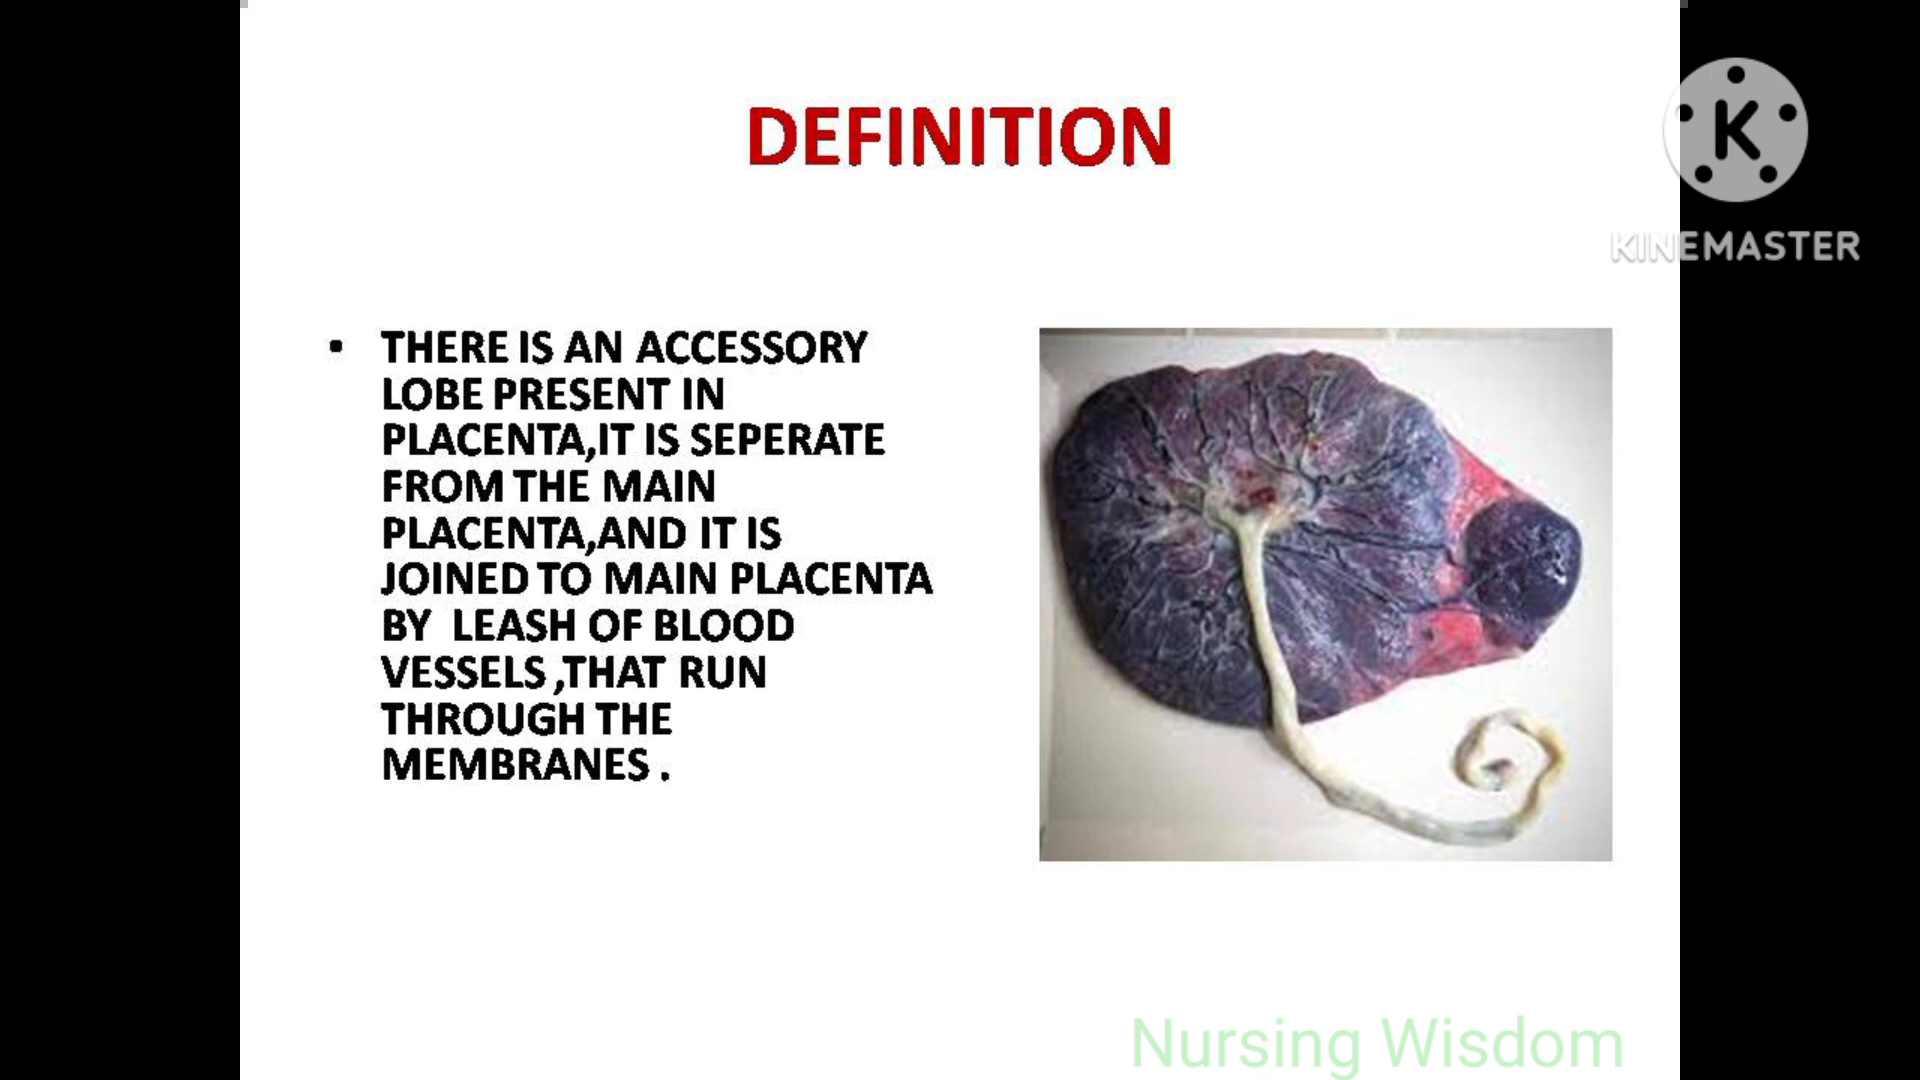 DEFINITION
K
KINEMASTER
• THERE IS AN ACCESSORY
LOBE PRESENT IN
PLACENTA,IT IS SEPERATE
FROM THE MAIN
PLACENTA,AND IT IS
JOINED TO MAIN PLACENTA
BY LEASH OF BLOOD
VESSELS ,THAT RUN
THROUGH THE
MEMBRANES .
Nursing Wisdom